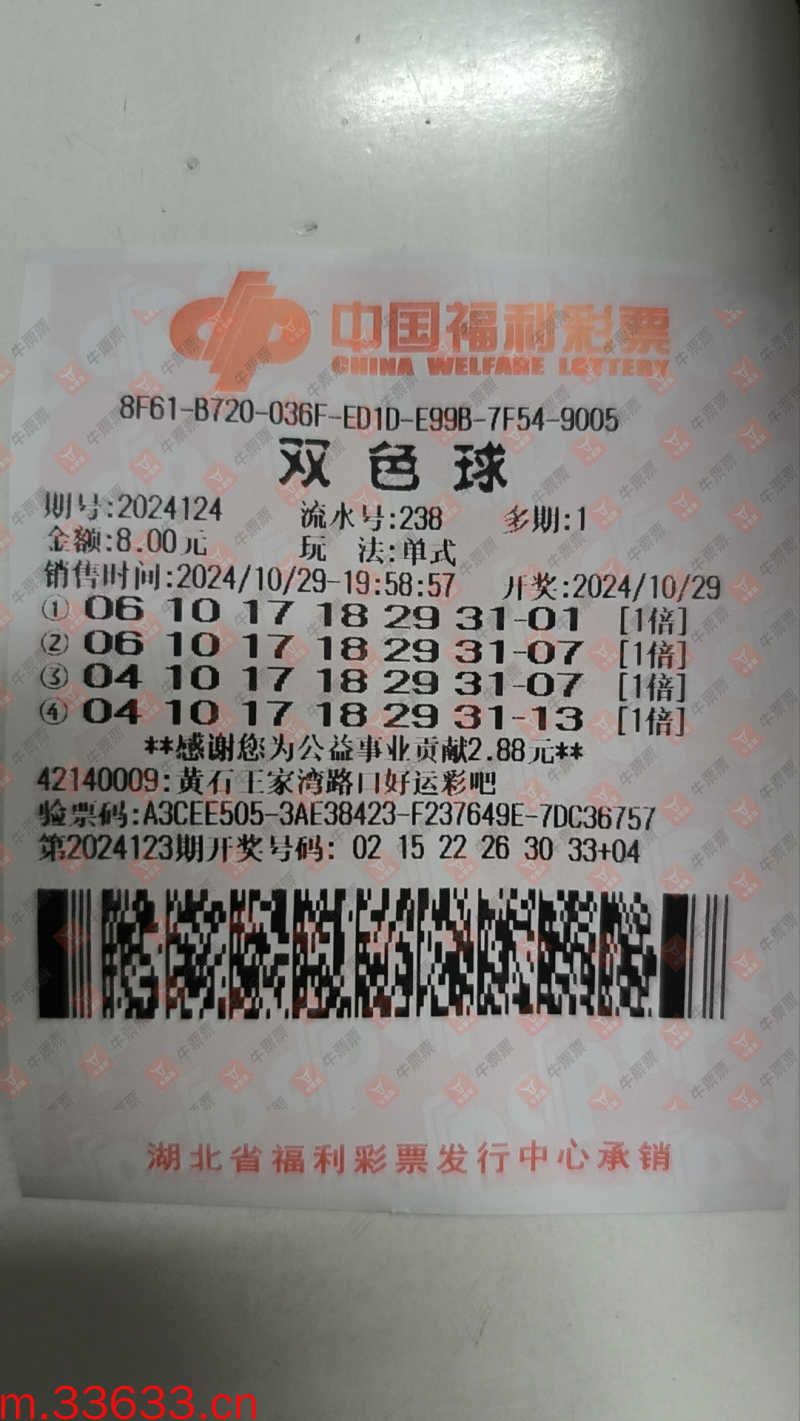 中国福利彩票
CHINA WELFARE LOTTERY
8F61-B720-036F-ED1D-E99B-7F54-9005
双色球
期号:2024124 流水号:238 多期:1
金额:8.00元 玩 法:单式
销售时间:2024/10/29-19:58:57 开奖:2024/10/29
① 06 10 17 18 29 31-01 [1倍]
② 06 10 17 18 29 31-07 [1倍]
③ 04 10 17 18 29 31-07 [1倍]
④ 04 10 17 18 29 31-13 [1倍]
**感谢您为公益事业贡献2.88元**
42140009:黄石王家湾路口好运彩吧
验票码:A3CEE505-3AE38423-F237649E-7DC36757
第2024123期开奖号码: 02 15 22 26 30 33+04
湖北省福利彩票发行中心承销
m.33633.cn